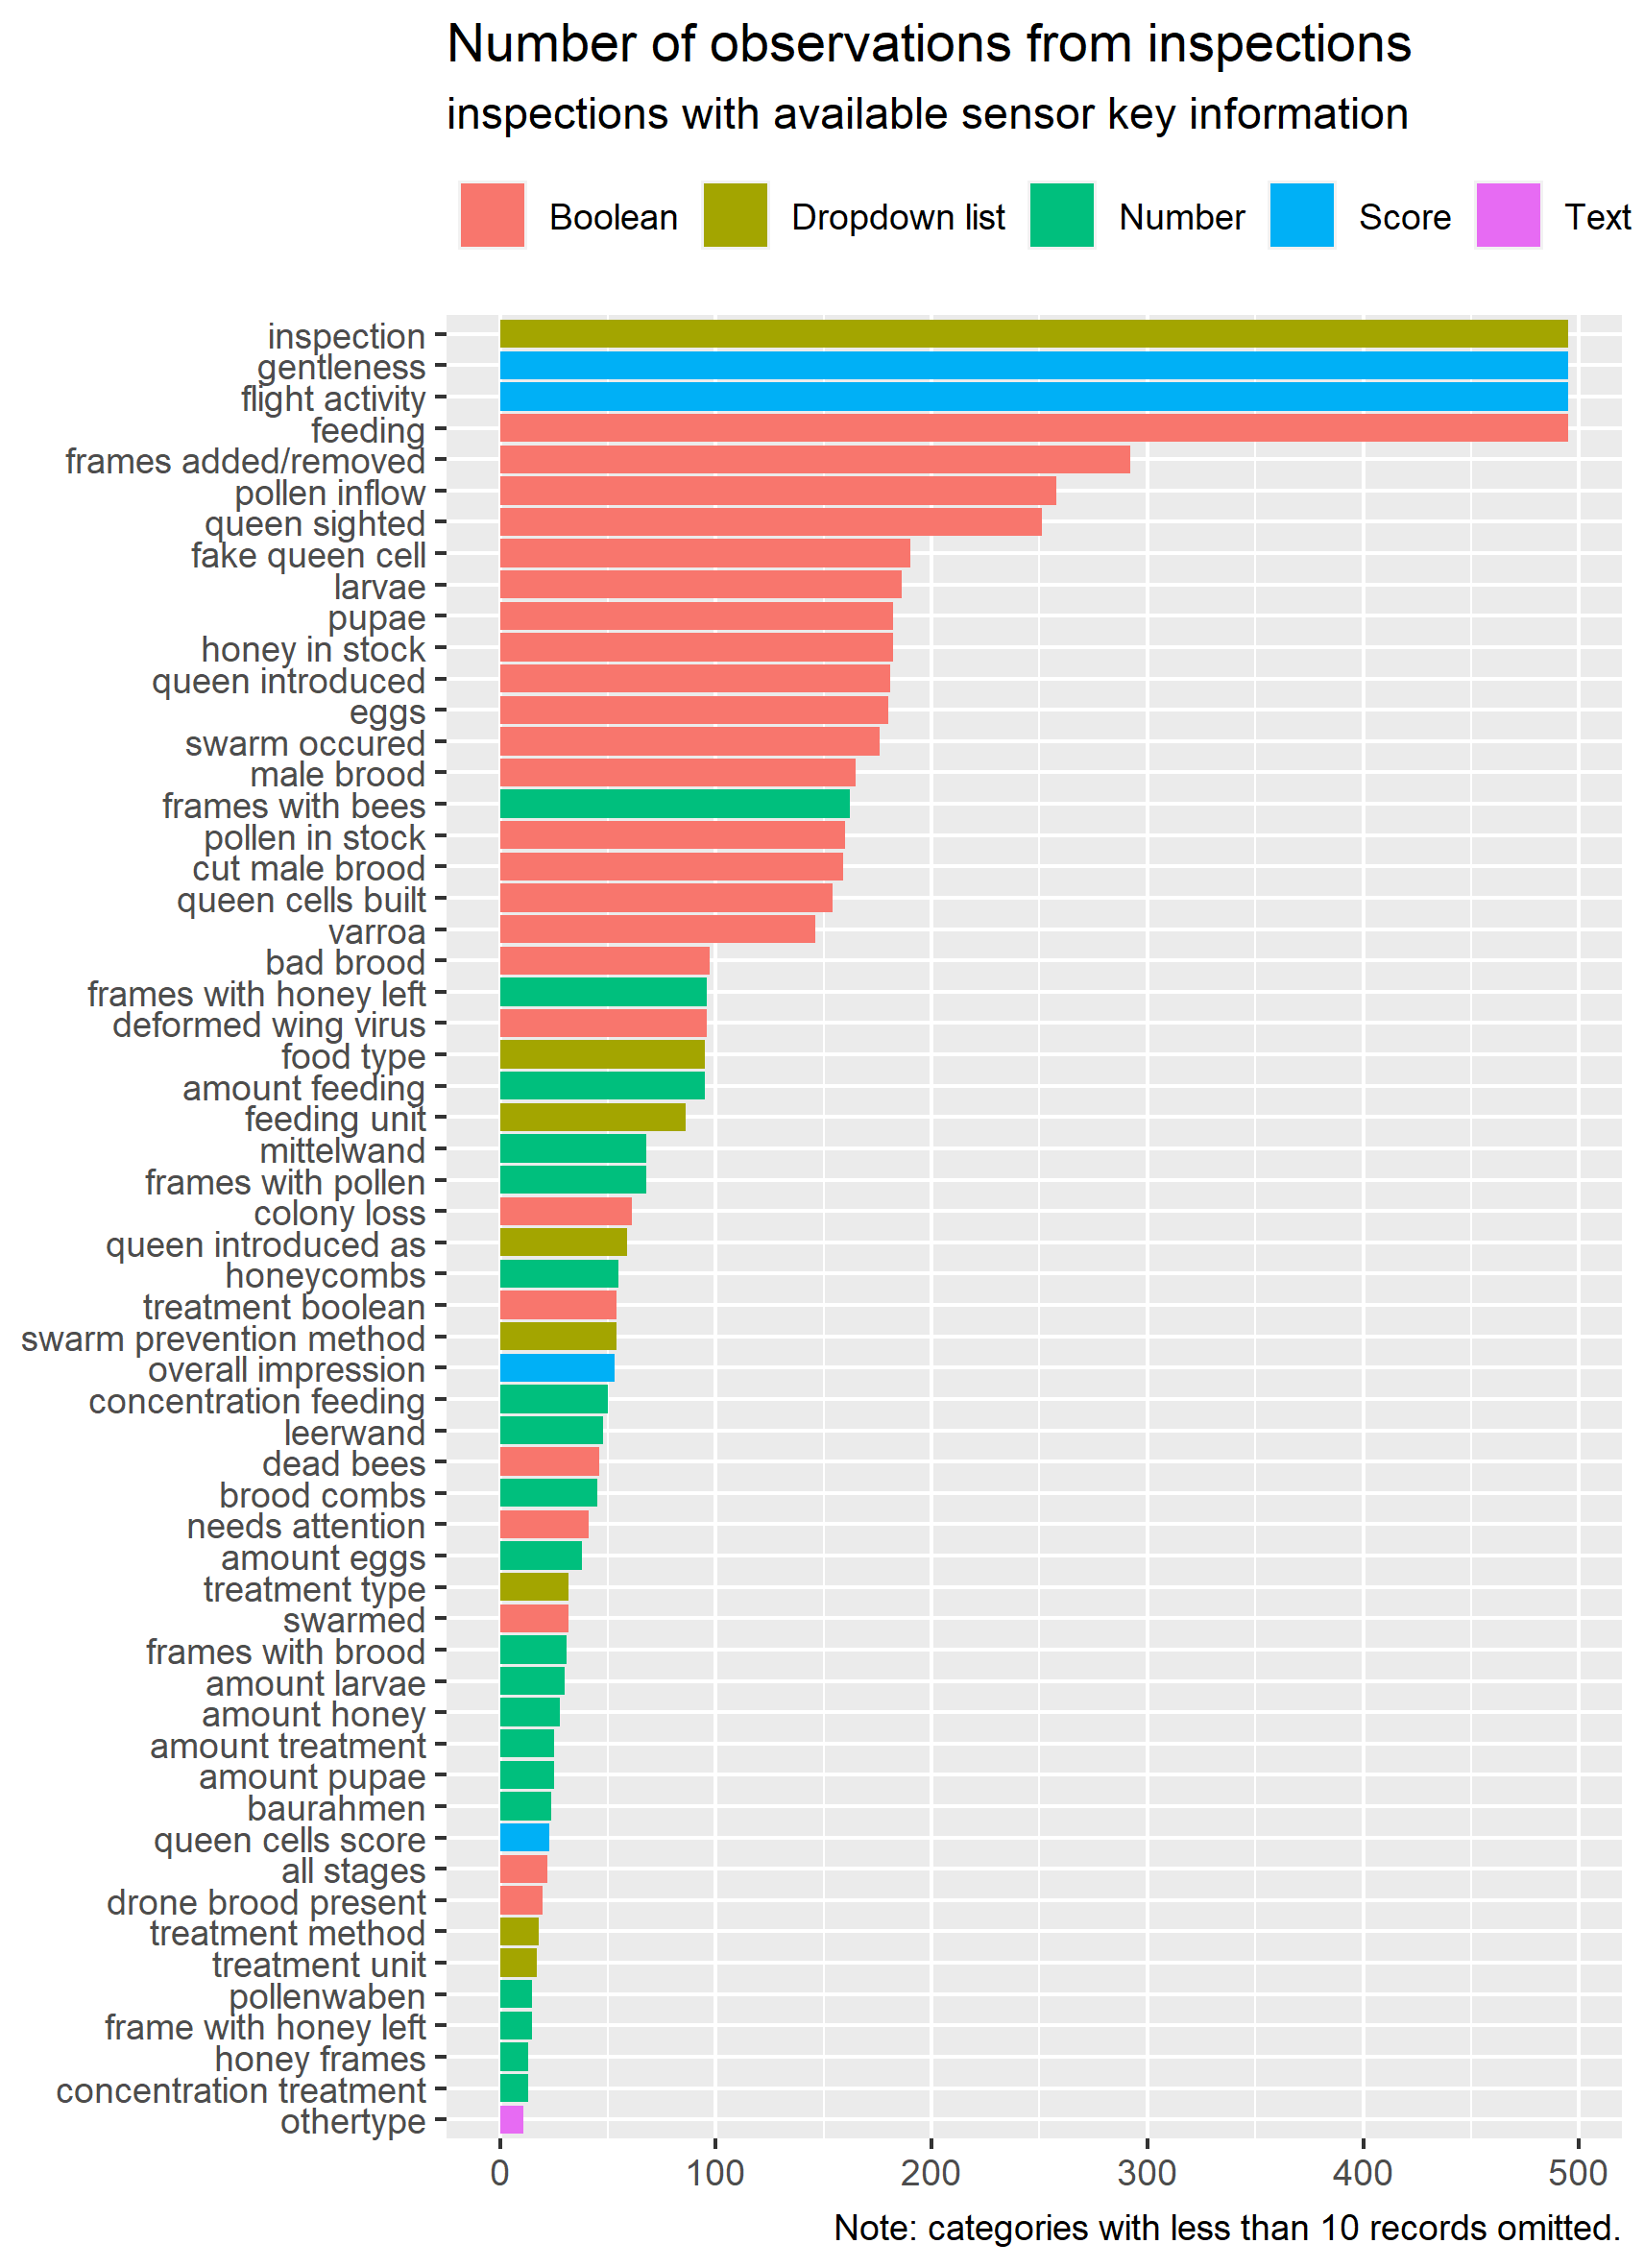 Number of observations from inspections
inspections with available sensor key information
Boolean Dropdown list Number Score Text
inspection
gentleness
flight activity
feeding
frames added/removed
pollen inflow
queen sighted
fake queen cell
larvae
pupae
honey in stock
queen introduced
eggs
swarm occured
male brood
frames with bees
pollen in stock
cut male brood
queen cells built
varroa
bad brood
frames with honey left
deformed wing virus
food type
amount feeding
feeding unit
mittelwand
frames with pollen
colony loss
queen introduced as
honeycombs
treatment boolean
swarm prevention method
overall impression
concentration feeding
leerwand
dead bees
brood combs
needs attention
amount eggs
treatment type
swarmed
frames with brood
amount larvae
amount honey
amount treatment
amount pupae
baurahmen
queen cells score
all stages
drone brood present
treatment method
treatment unit
pollenwaben
frame with honey left
honey frames
concentration treatment
othertype
0 100 200 300 400 500
Note: categories with less than 10 records omitted.